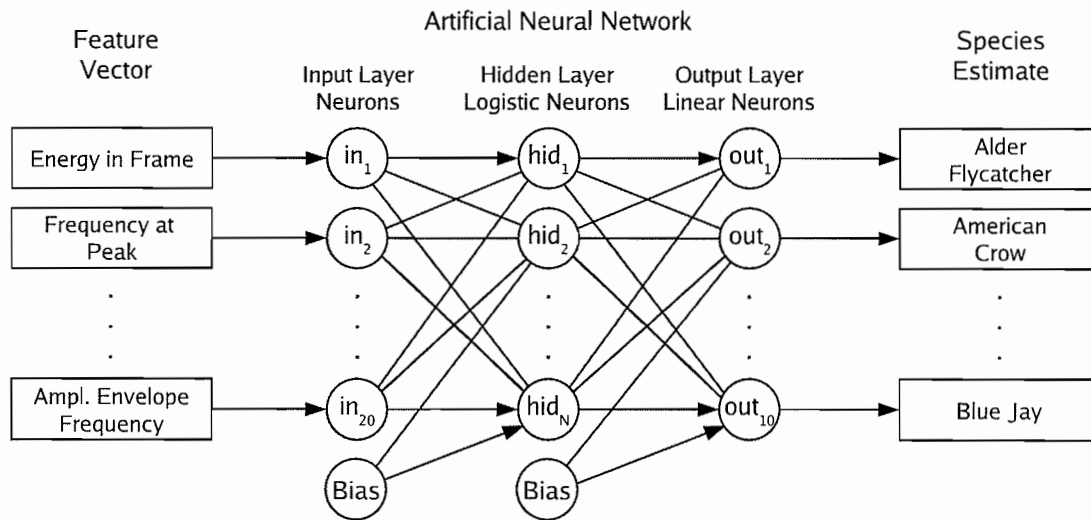 Artificial Neural Network
Feature
Vector
Species
Estimate
Input Layer
Neurons
Hidden Layer
Logistic Neurons
Output Layer
Linear Neurons
Energy in Frame
in1
hid1
out1
Alder
Flycatcher
Frequency at
Peak
in2
hid2
out2
American
Crow
Ampl. Envelope
Frequency
in20
hidN
out10
Blue Jay
Bias
Bias